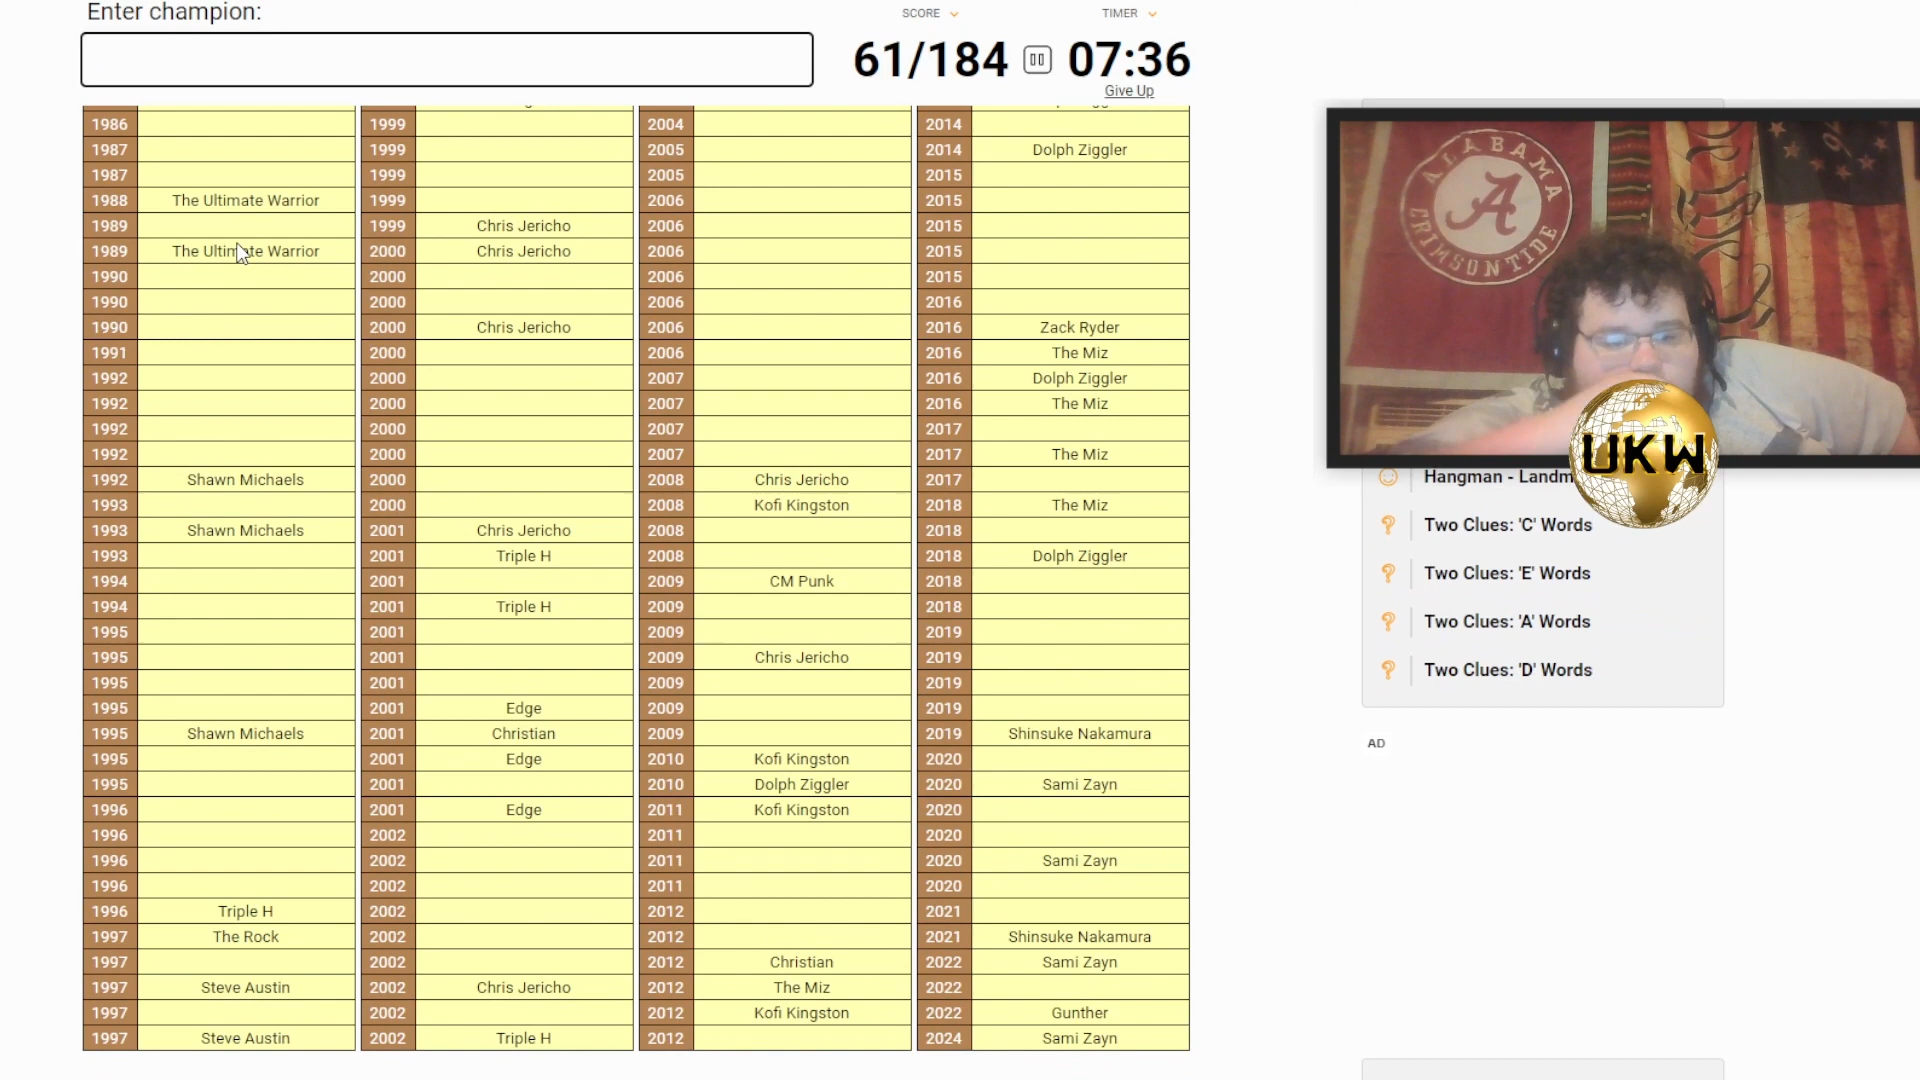 Enter champion:
SCORE
TIMER
61/184
07:36
Give Up
1986 1999 2004 2014
1987 1999 2005 2014 Dolph Ziggler
1987 1999 2005 2015
1988 The Ultimate Warrior 1999 2006 2015
1989 1999 Chris Jericho 2006 2015
1989 The Ultimate Warrior 2000 Chris Jericho 2006 2015
1990 2000 2006 2015
1990 2000 2006 2016
1990 2000 Chris Jericho 2006 2016 Zack Ryder
1991 2000 2006 2016 The Miz
1992 2000 2007 2016 Dolph Ziggler
1992 2000 2007 2016 The Miz
1992 2000 2007 2017
1992 2000 2007 2017 The Miz
1992 Shawn Michaels 2000 2008 Chris Jericho 2017
1993 2000 2008 Kofi Kingston 2018 The Miz
1993 Shawn Michaels 2001 Chris Jericho 2008 2018
1993 2001 Triple H 2008 2018 Dolph Ziggler
1994 2001 2009 CM Punk 2018
1994 2001 Triple H 2009 2018
1995 2001 2009 2019
1995 2001 2009 Chris Jericho 2019
1995 2001 2009 2019
1995 2001 Edge 2009 2019
1995 Shawn Michaels 2001 Christian 2009 2019 Shinsuke Nakamura
1995 2001 Edge 2010 Kofi Kingston 2020
1995 2001 2010 Dolph Ziggler 2020 Sami Zayn
1996 2001 Edge 2011 Kofi Kingston 2020
1996 2002 2011 2020
1996 2002 2011 2020 Sami Zayn
1996 2002 2011 2020
1996 Triple H 2002 2012 2021
1997 The Rock 2002 2012 2021 Shinsuke Nakamura
1997 2002 2012 Christian 2022 Sami Zayn
1997 Steve Austin 2002 Chris Jericho 2012 The Miz 2022
1997 2002 2012 Kofi Kingston 2022 Gunther
1997 Steve Austin 2002 Triple H 2012 2024 Sami Zayn
ALABAMA
A
CRIMSON TIDE
UKW
Hangman - Landm
Two Clues: 'C' Words
Two Clues: 'E' Words
Two Clues: 'A' Words
Two Clues: 'D' Words
AD